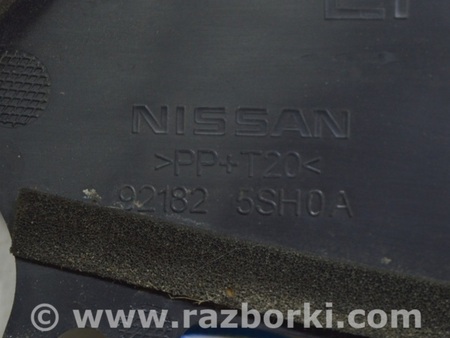 NISSAN
>PP+T20<
92182 5SH0A
© www.razborki.com/